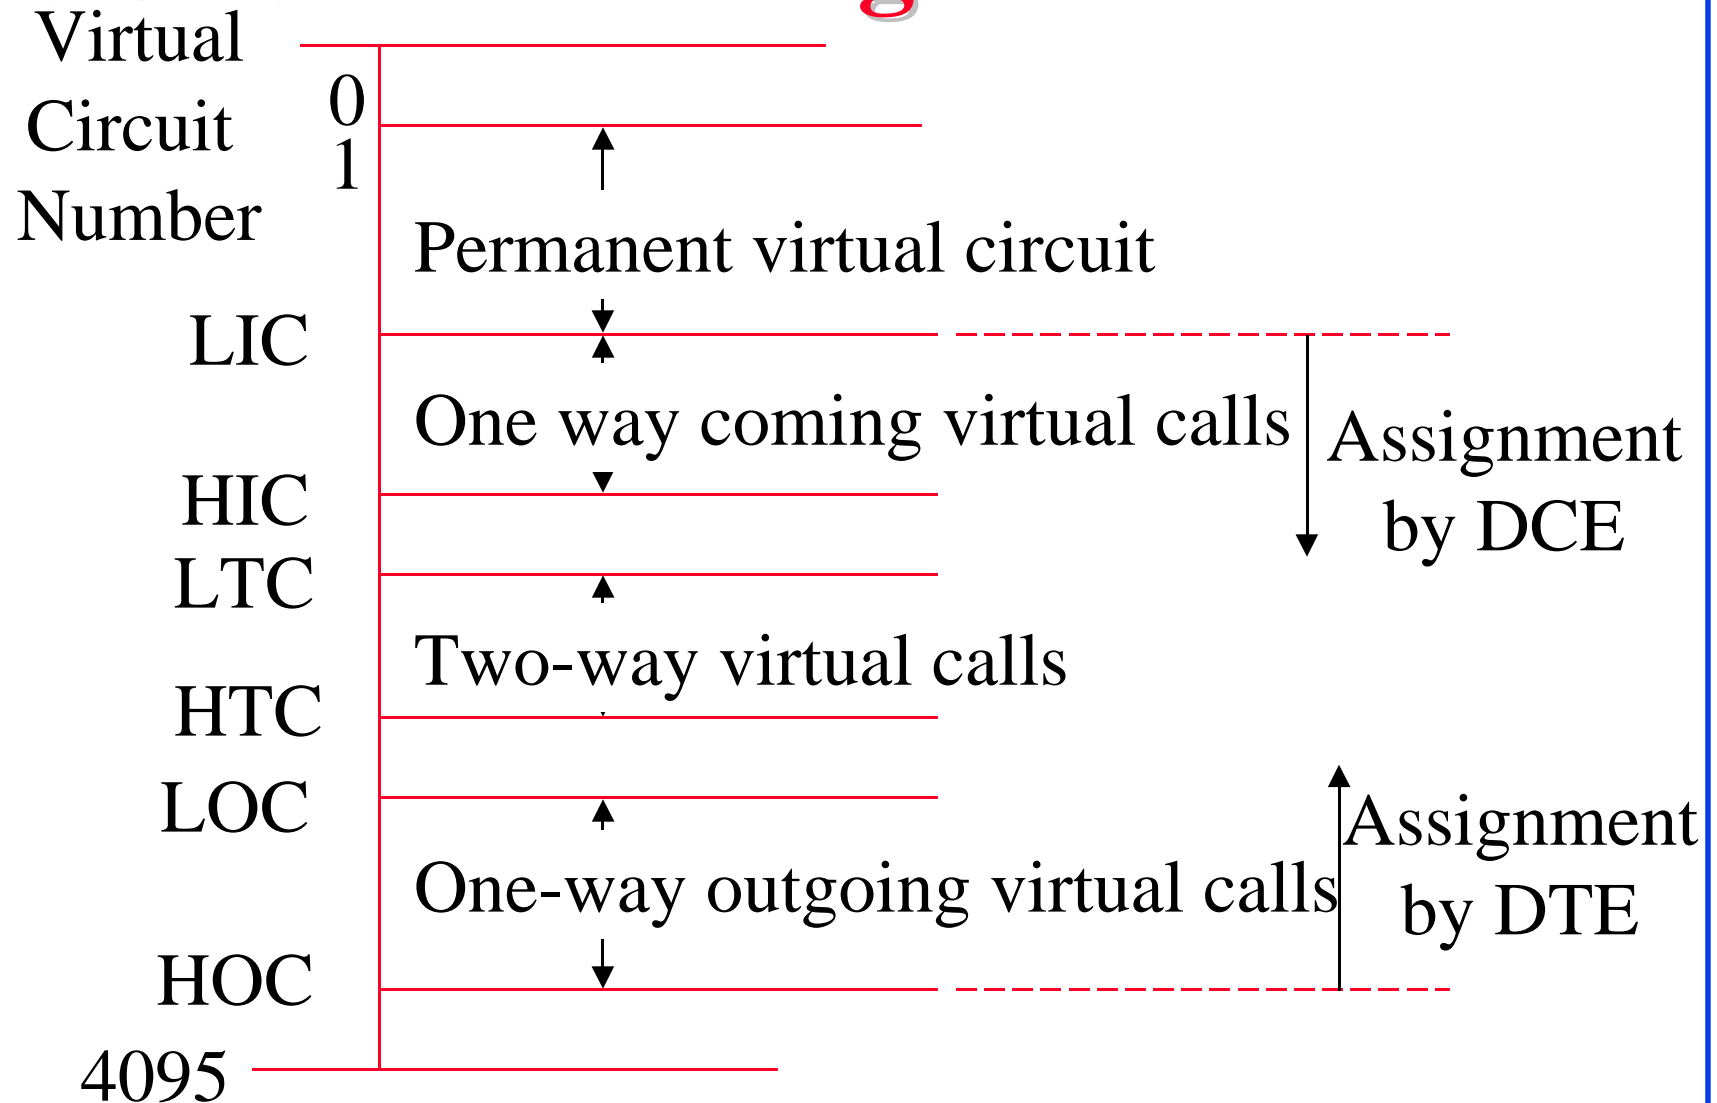 Virtual
Circuit
Number
0
1
Permanent virtual circuit
LIC
One way coming virtual calls
Assignment
by DCE
HIC
LTC
Two-way virtual calls
HTC
LOC
Assignment
by DTE
One-way outgoing virtual calls
HOC
4095